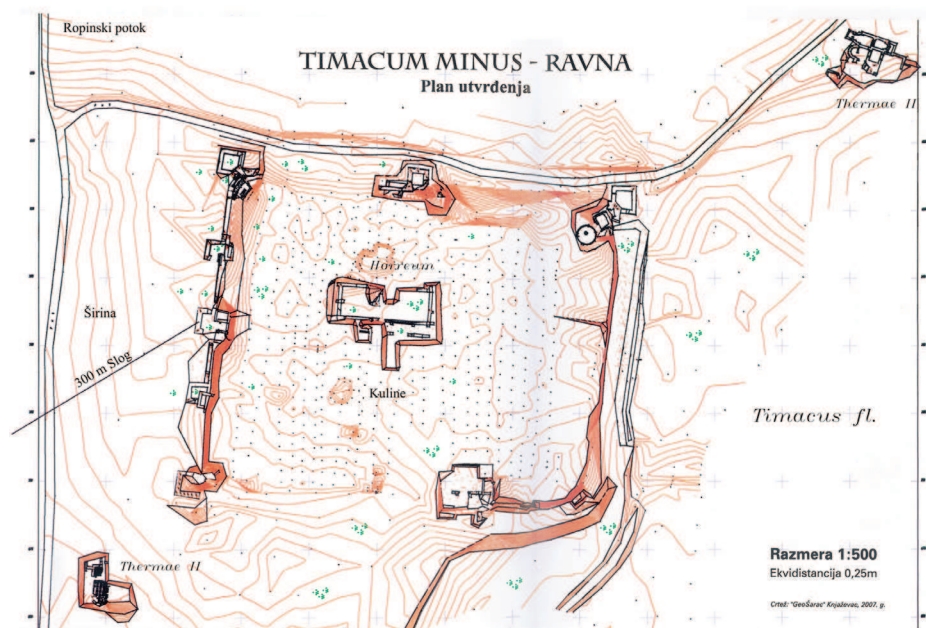 Ropinski potok
TIMACUM MINUS - RAVNA
Plan utvrđenja
Thermae II
Horreum
Širina
300 m Slog
Kuline
Timacus fl.
Thermae II
Razmera 1:500
Ekvidistancija 0,25m
Crtež: "GeoŠarac" Knjaževac, 2007. g.